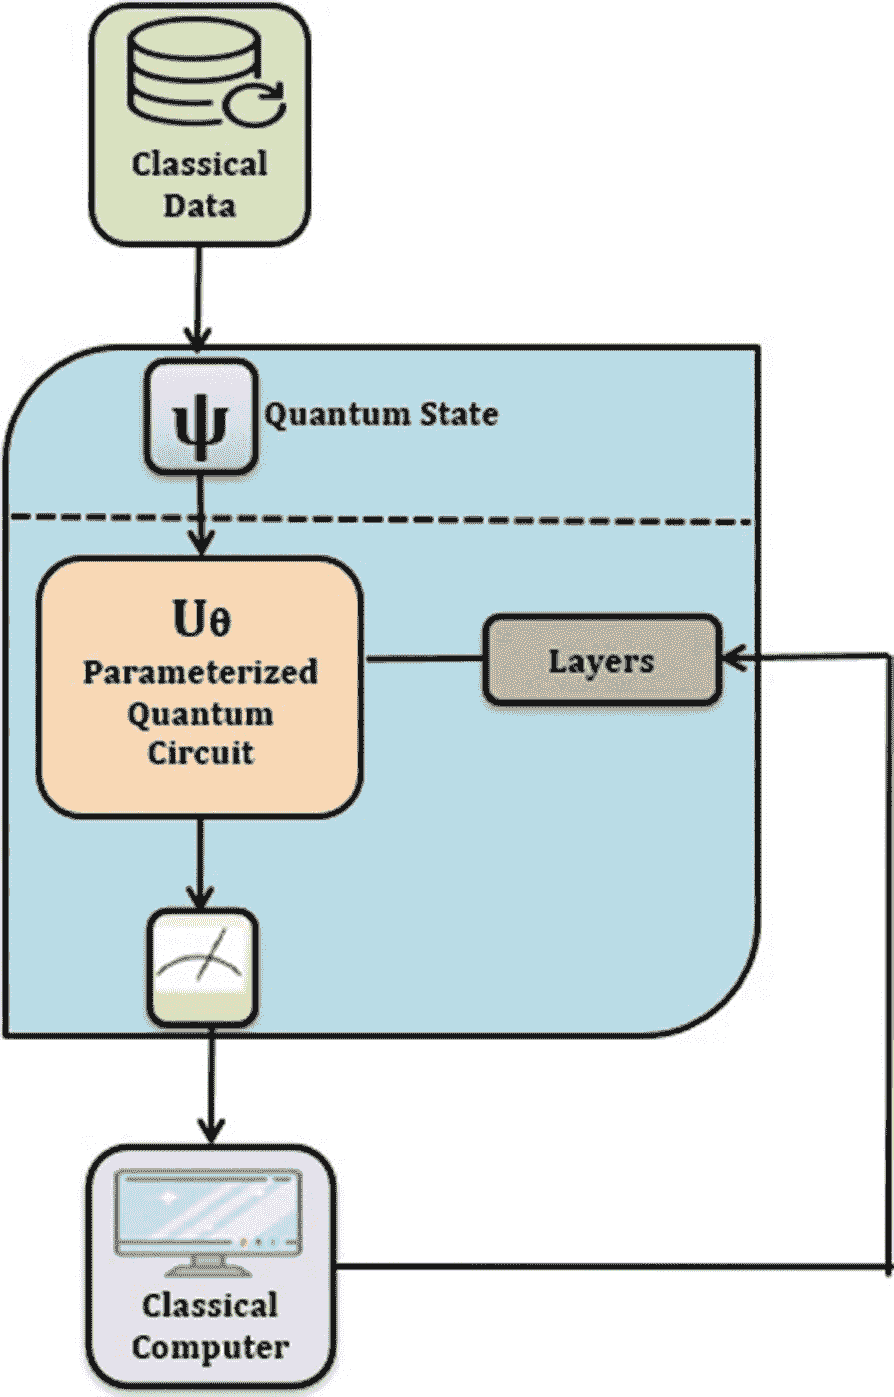 Classical
Data
ψ
Quantum State
Uθ
Parameterized
Quantum
Circuit
Layers
Classical
Computer